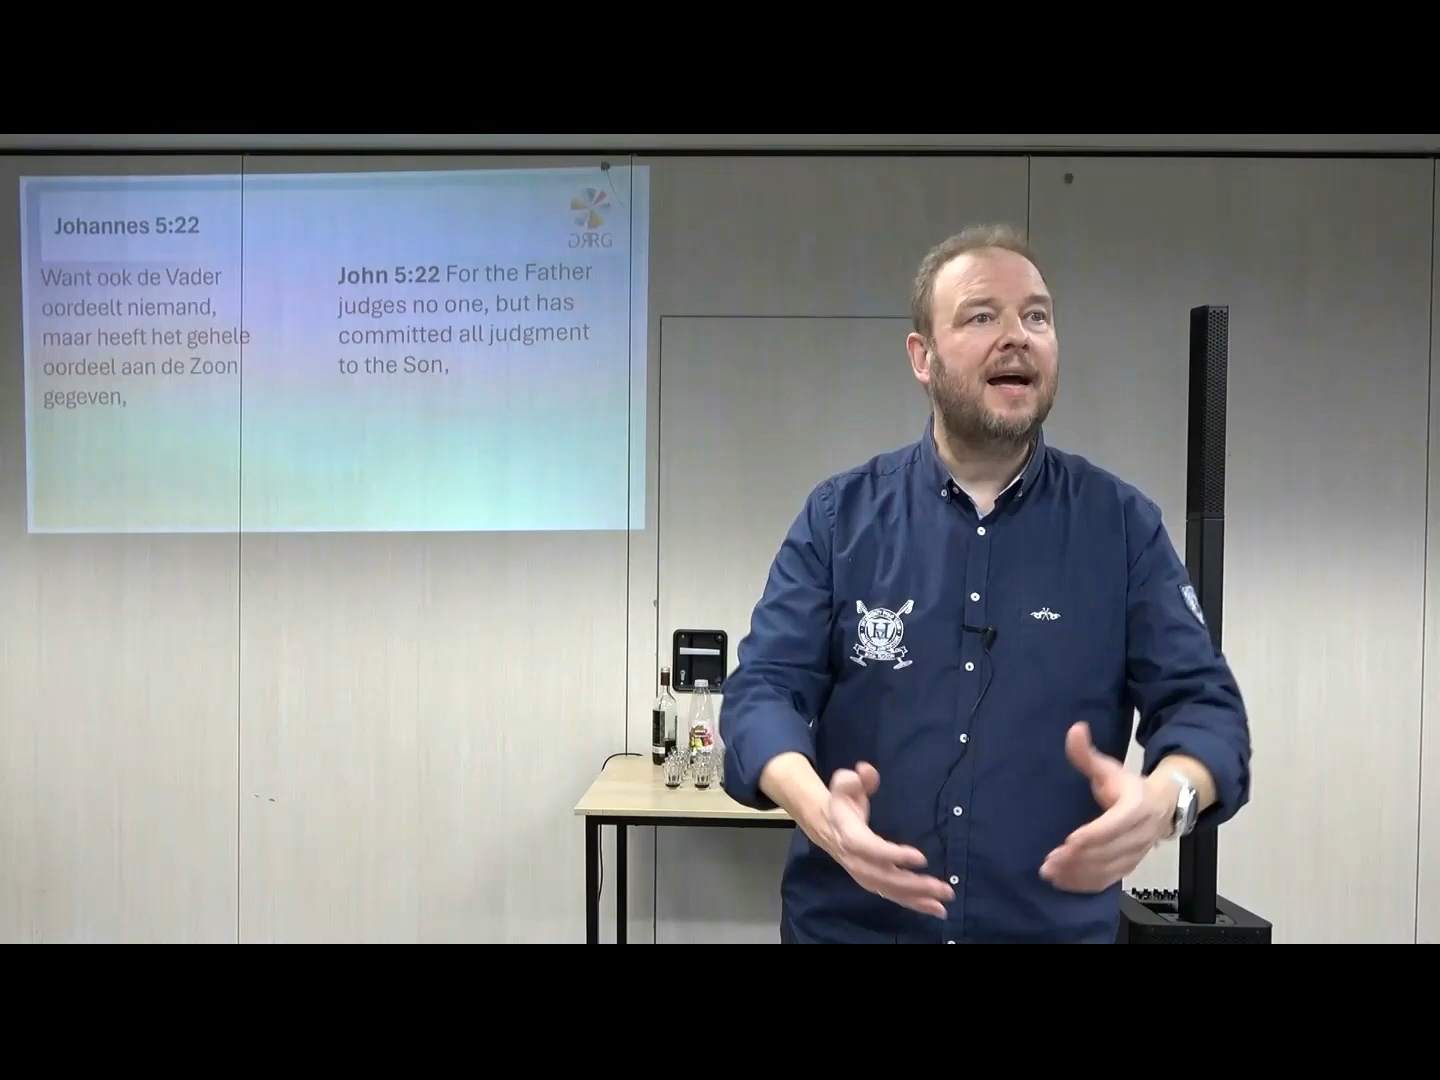 Johannes 5:22
Want ook de Vader
oordeelt niemand,
maar heeft het gehele
oordeel aan de Zoon
gegeven,
John 5:22 For the Father
judges no one, but has
committed all judgment
to the Son,